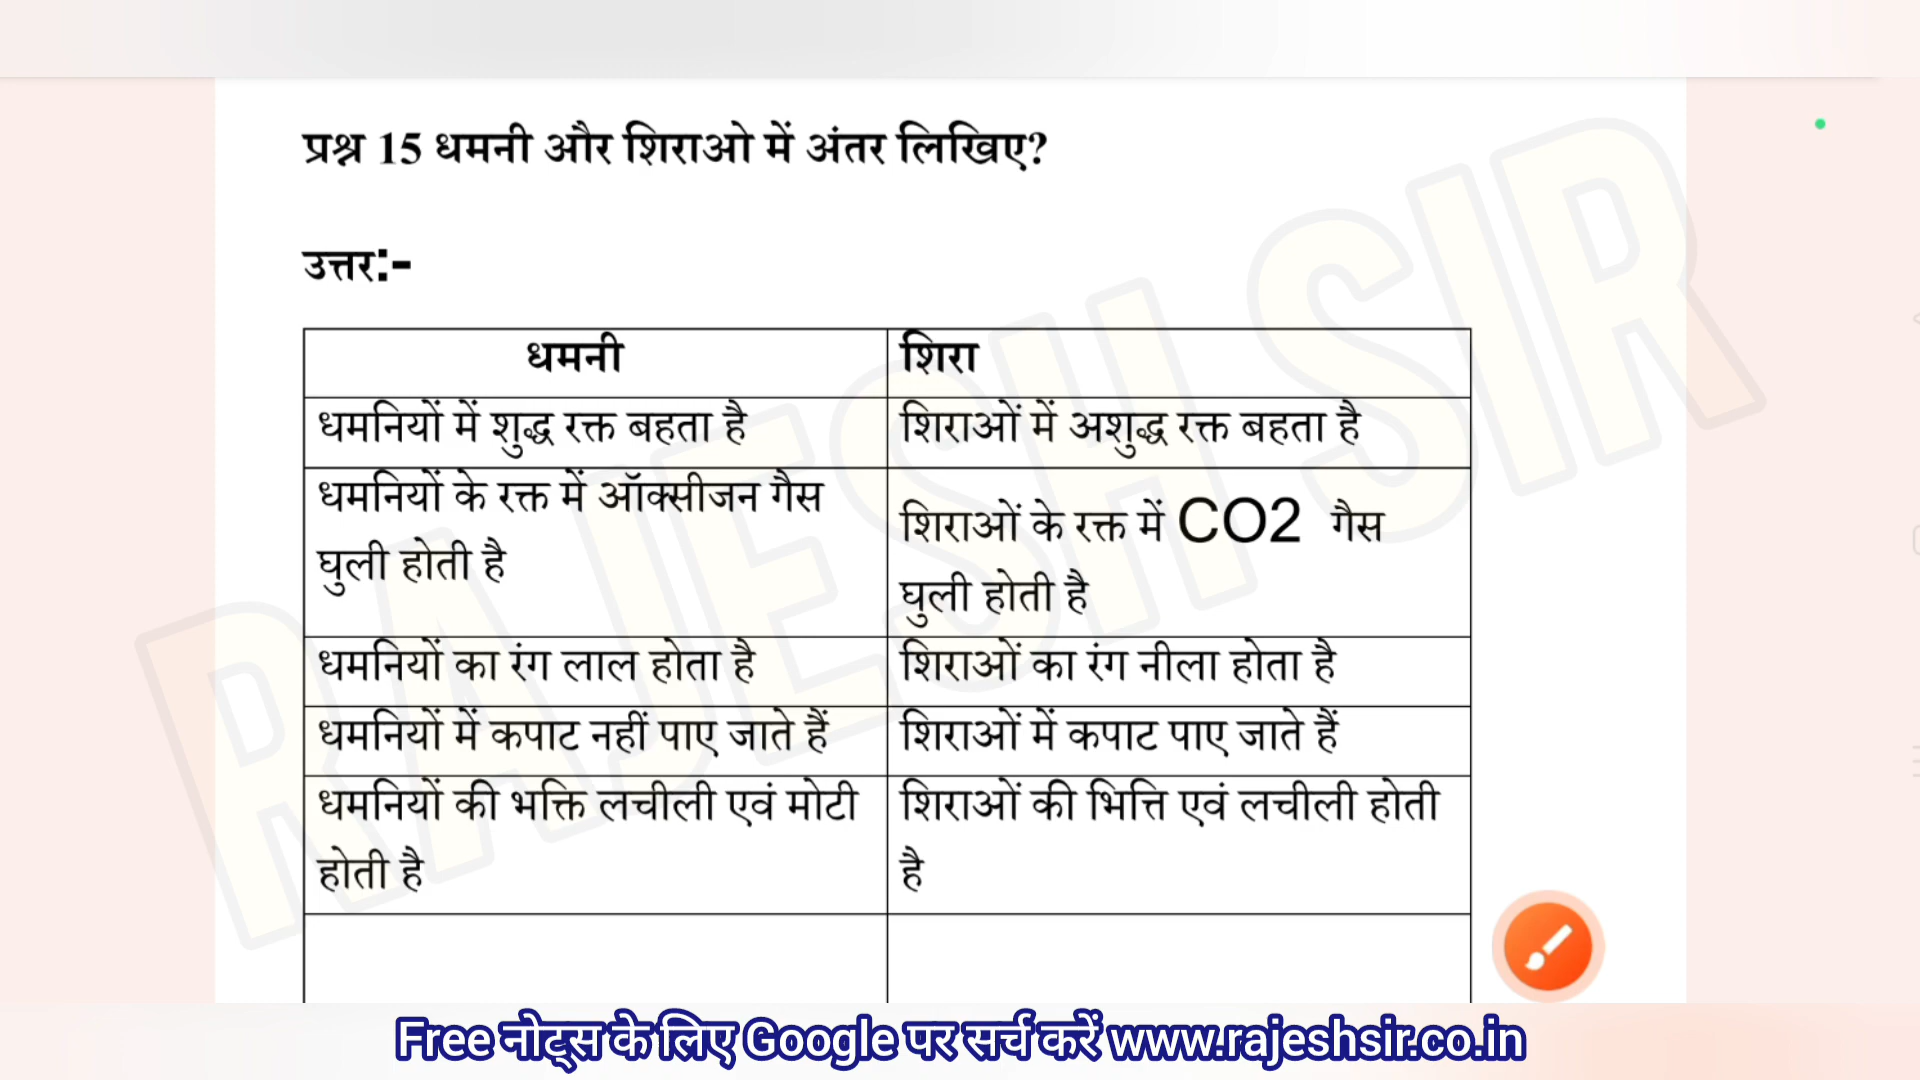 प्रश्न 15 धमनी और शिराओ में अंतर लिखिए?
उत्तर:-
धमनी
शिरा
धमनियों में शुद्ध रक्त बहता है
शिराओं में अशुद्ध रक्त बहता है
धमनियों के रक्त में ऑक्सीजन गैस
घुली होती है
शिराओं के रक्त में CO2 गैस
घुली होती है
धमनियों का रंग लाल होता है
शिराओं का रंग नीला होता है
धमनियों में कपाट नहीं पाए जाते हैं
शिराओं में कपाट पाए जाते हैं
धमनियों की भक्ति लचीली एवं मोटी
होती है
शिराओं की भित्ति एवं लचीली होती
है
RAJESH SIR
Free नोट्स के लिए Google पर सर्च करें www.rajeshsir.co.in